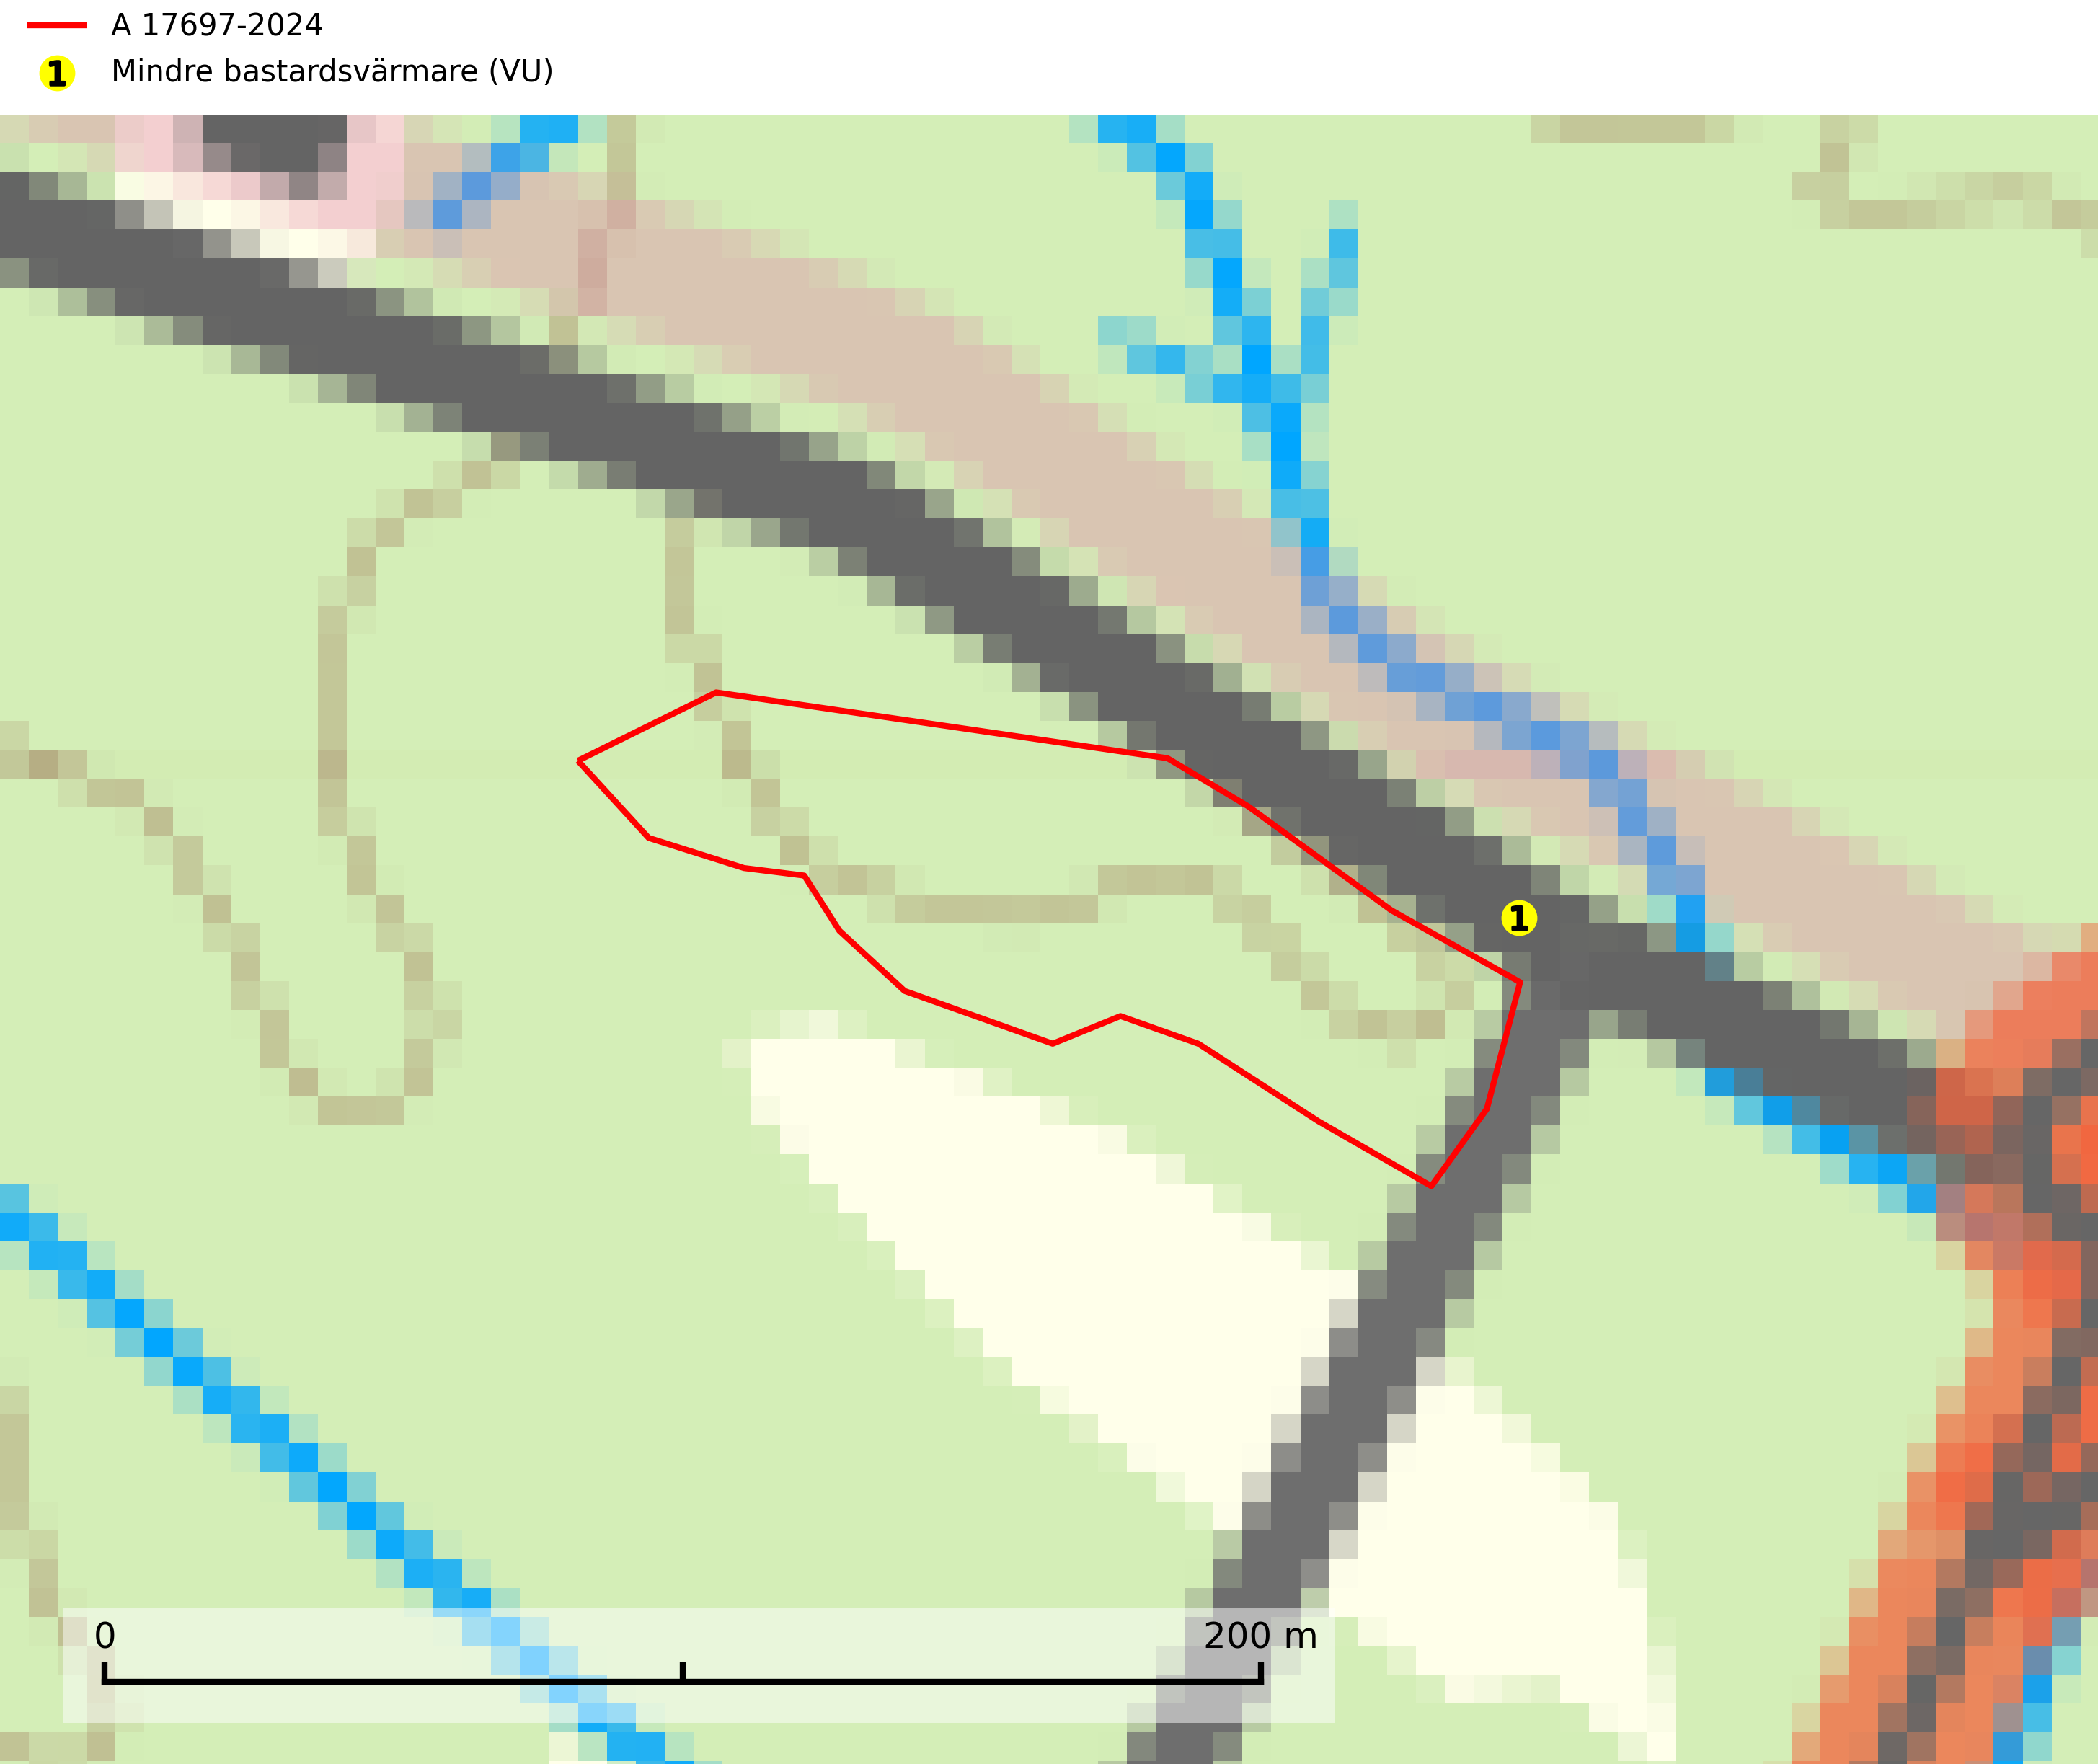 A 17697-2024
1 Mindre bastardsvärmare (VU)
1
0 200 m